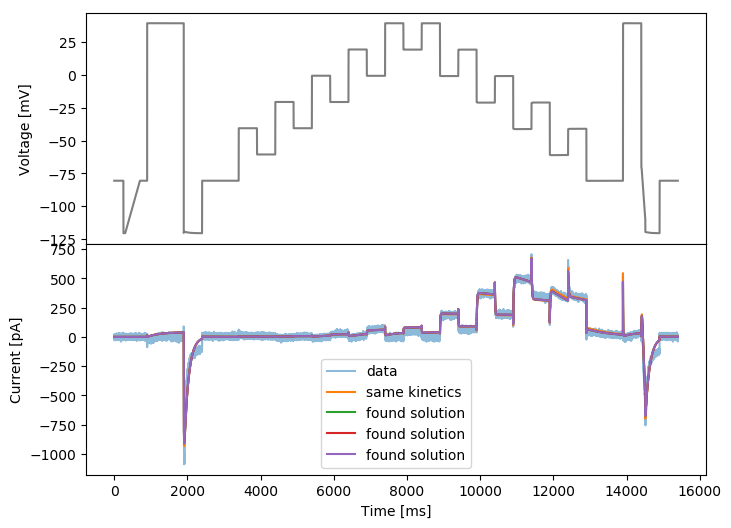 25
0
−25
−50
−75
−100
−125
Voltage [mV]
750
500
250
0
−250
−500
−750
−1000
Current [pA]
data
same kinetics
found solution
found solution
found solution
0 2000 4000 6000 8000 10000 12000 14000 16000
Time [ms]